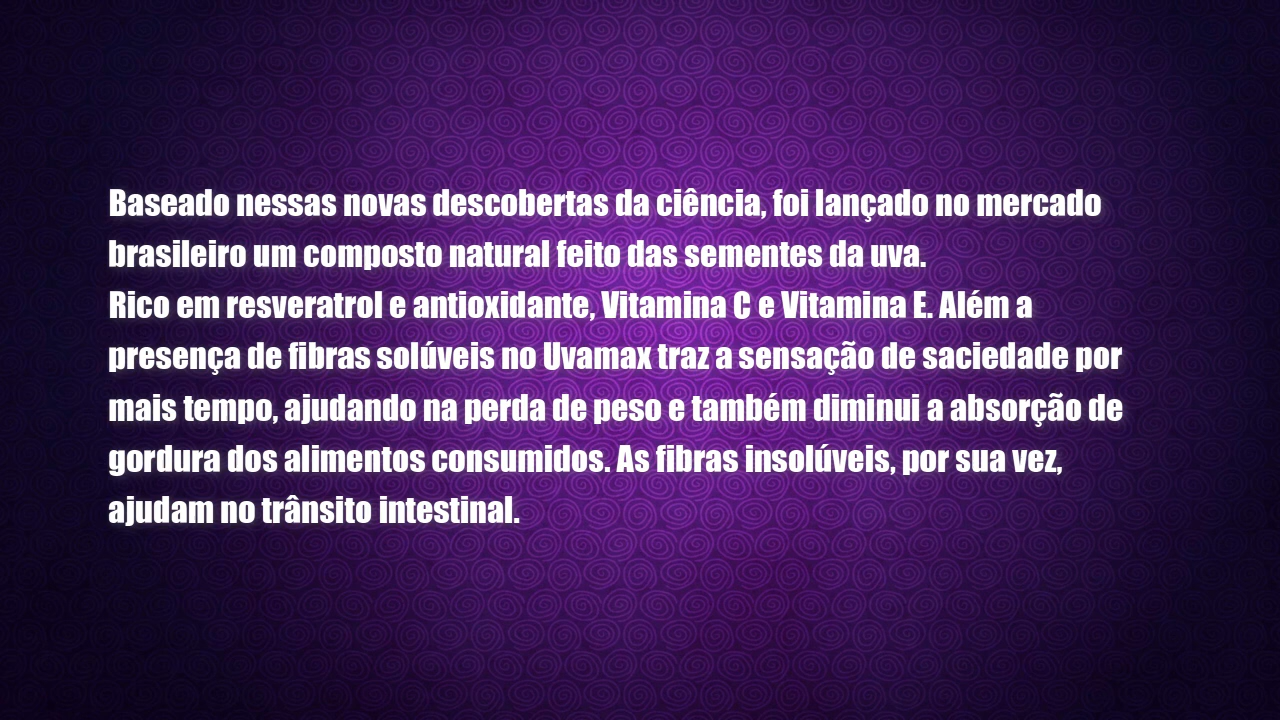 Baseado nessas novas descobertas da ciência, foi lançado no mercado
brasileiro um composto natural feito das sementes da uva.
Rico em resveratrol e antioxidante, Vitamina C e Vitamina E. Além a
presença de fibras solúveis no Uvamax traz a sensação de saciedade por
mais tempo, ajudando na perda de peso e também diminui a absorção de
gordura dos alimentos consumidos. As fibras insolúveis, por sua vez,
ajudam no trânsito intestinal.